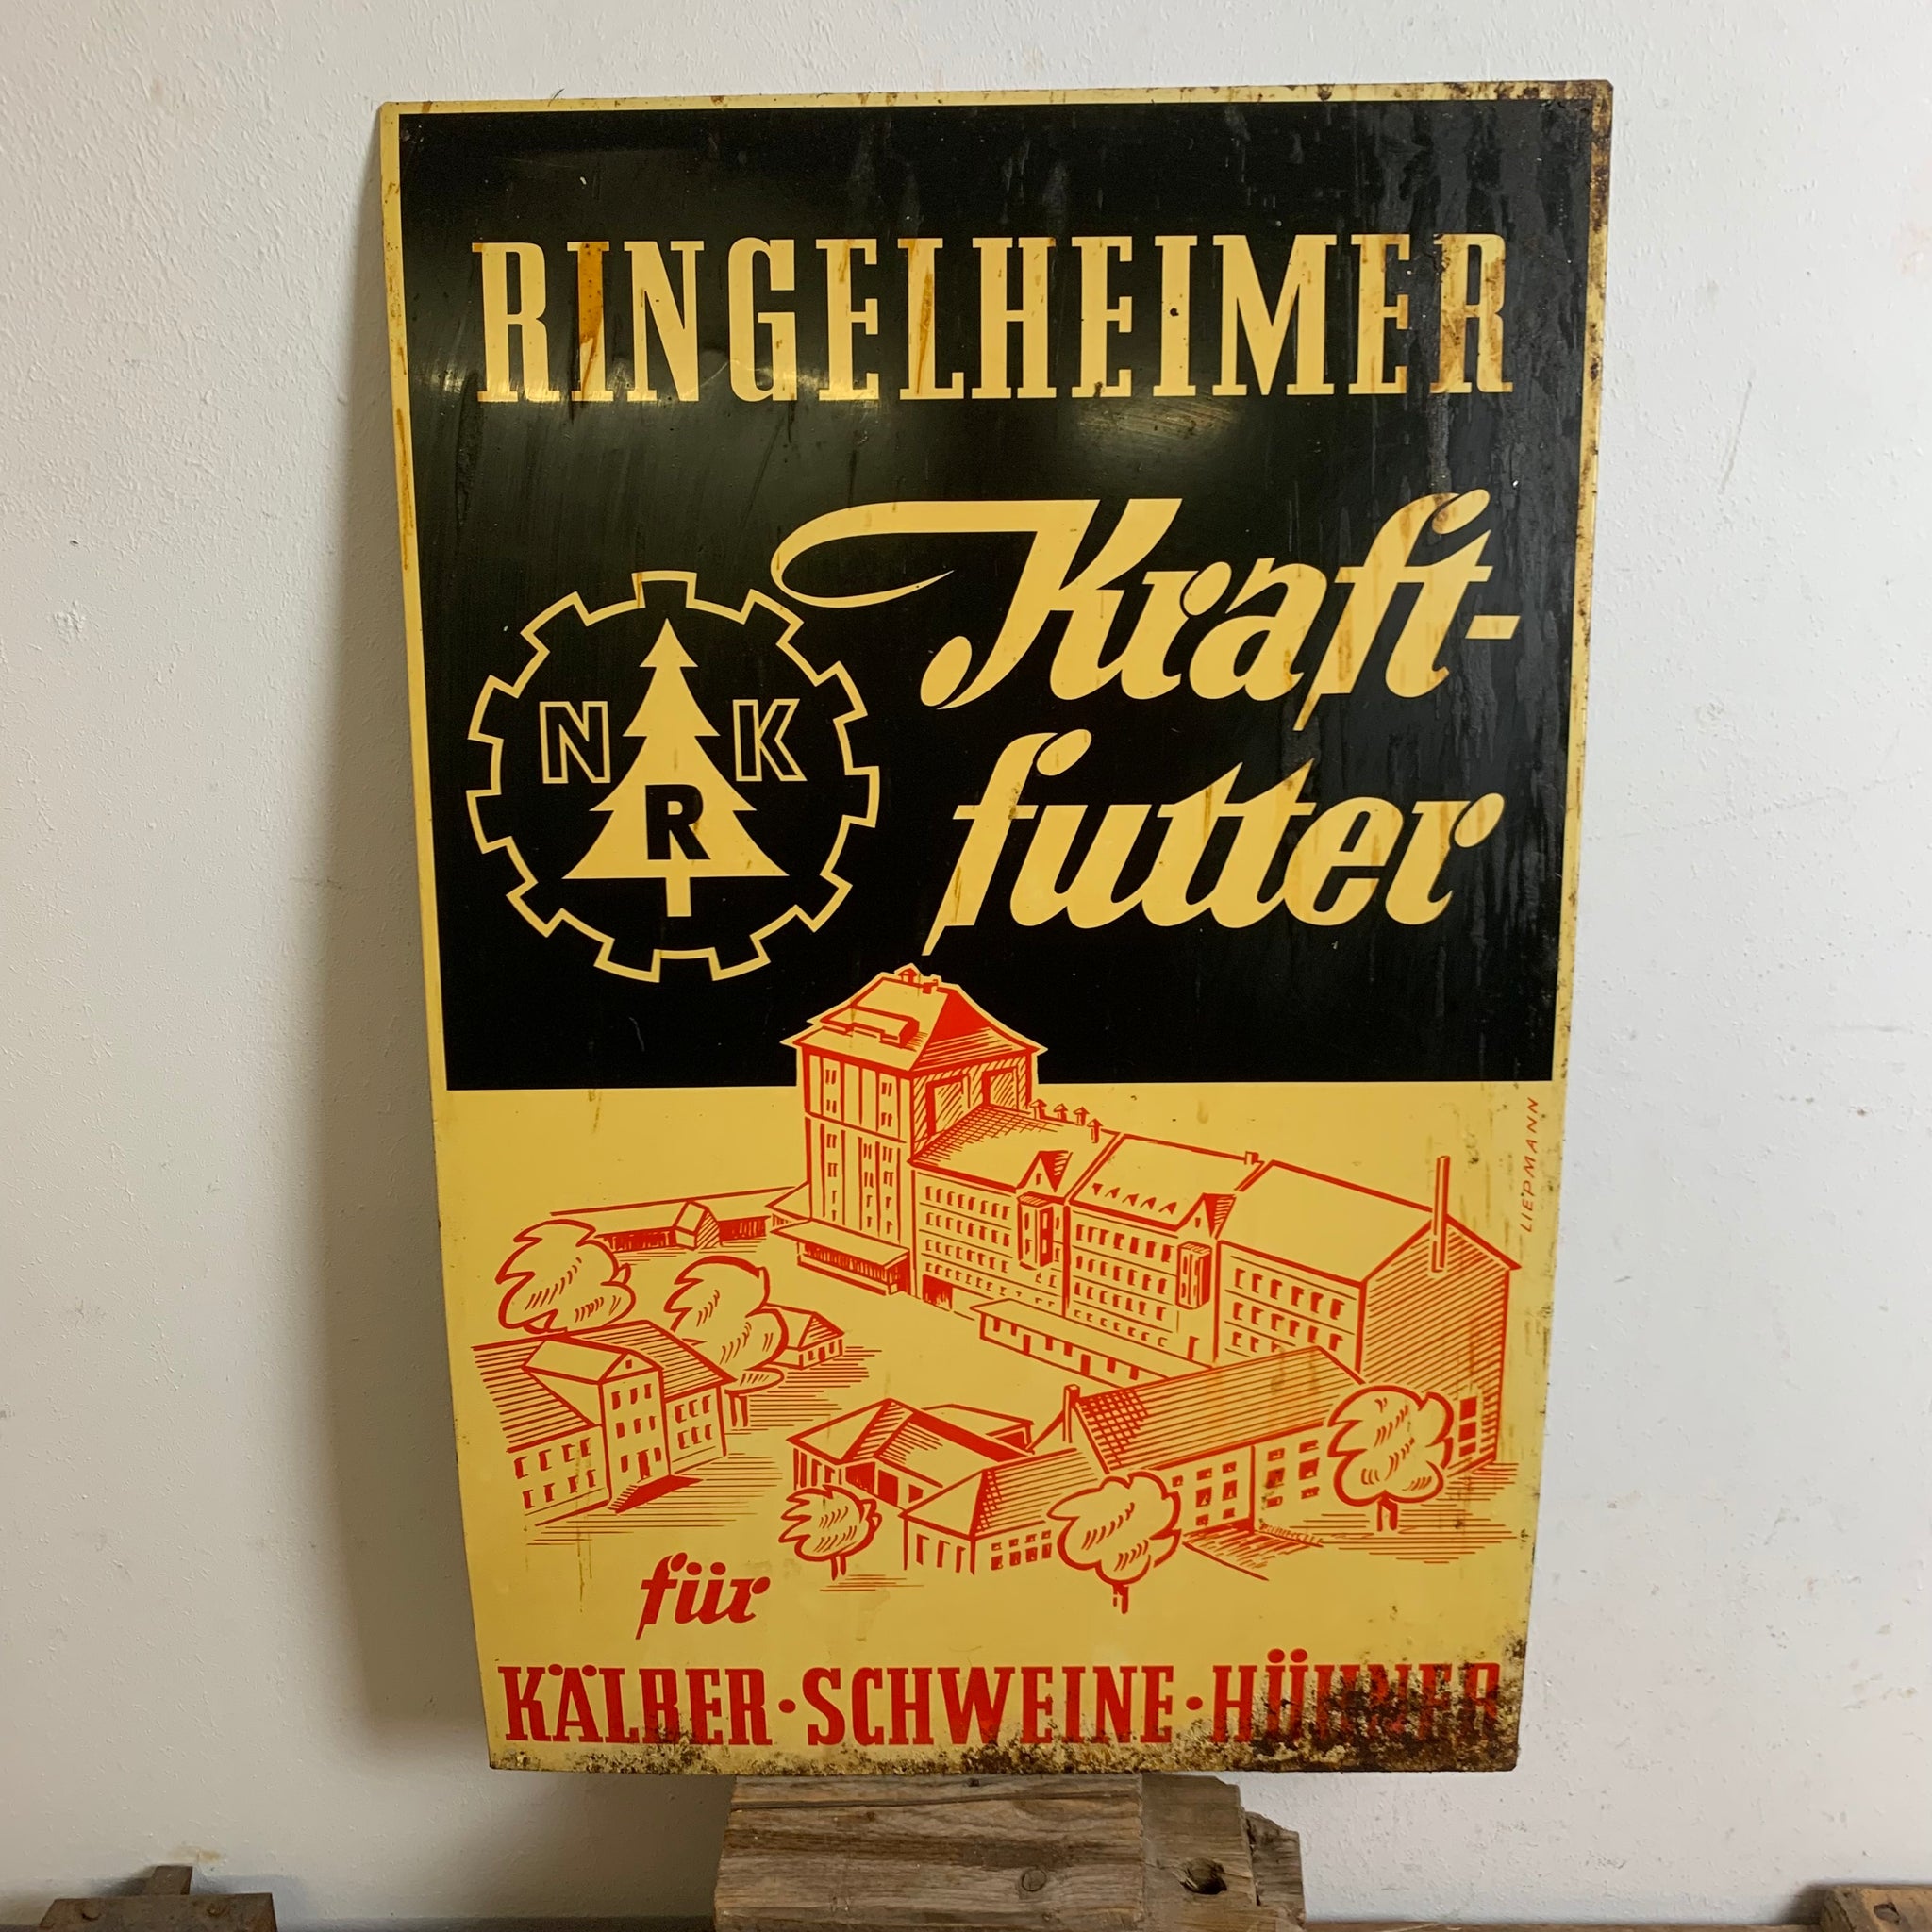 RINGELHEIMER
Kraft-
futter
N K
R
LIEPMANN
für
KÄLBER·SCHWEINE·HÜHNER